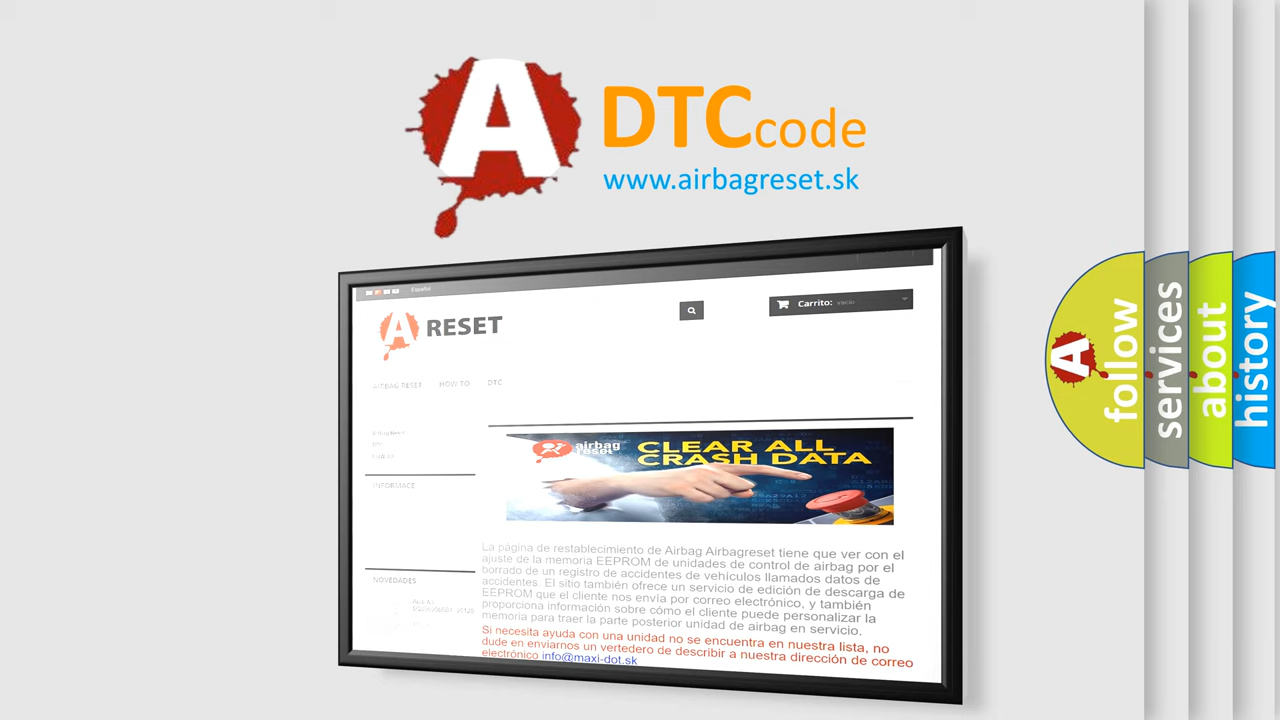 A
DTC code
www.airbagreset.sk
Español
A RESET
Carrito: vacío
AIRBAG RESET HOW TO DTC
INFORMACE
airbag
reset
CLEAR ALL
CRASH DATA
La página de restablecimiento de Airbag Airbagreset tiene que ver con el
ajuste de la memoria EEPROM de unidades de control de airbag por el
borrado de un registro de accidentes de vehículos llamados datos de
accidentes. El sitio también ofrece un servicio de edición de descarga de
EEPROM que el cliente nos envía por correo electrónico, y también
proporciona información sobre cómo el cliente puede personalizar la
memoria para traer la parte posterior unidad de airbag en servicio.
Si necesita ayuda con una unidad no se encuentra en nuestra lista, no
dude en enviarnos un vertedero de describir a nuestra dirección de correo
electrónico info@maxi-dot.sk
NOVEDADES
A
follow
services
about
history